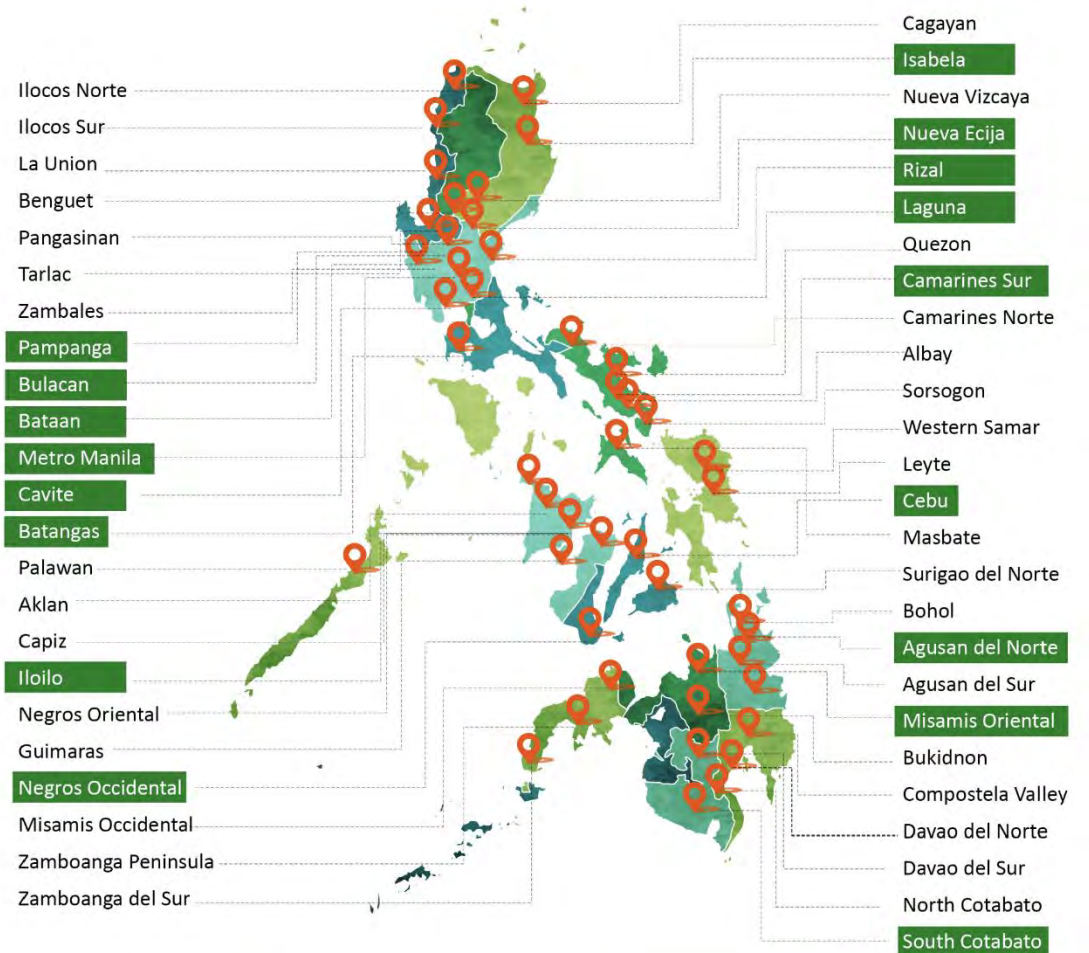 Ilocos Norte
Ilocos Sur
La Union
Benguet
Pangasinan
Tarlac
Zambales
Pampanga
Bulacan
Bataan
Metro Manila
Cavite
Batangas
Palawan
Aklan
Capiz
Iloilo
Negros Oriental
Guimaras
Negros Occidental
Misamis Occidental
Zamboanga Peninsula
Zamboanga del Sur
Cagayan
Isabela
Nueva Vizcaya
Nueva Ecija
Rizal
Laguna
Quezon
Camarines Sur
Camarines Norte
Albay
Sorsogon
Western Samar
Leyte
Cebu
Masbate
Surigao del Norte
Bohol
Agusan del Norte
Agusan del Sur
Misamis Oriental
Bukidnon
Compostela Valley
Davao del Norte
Davao del Sur
North Cotabato
South Cotabato